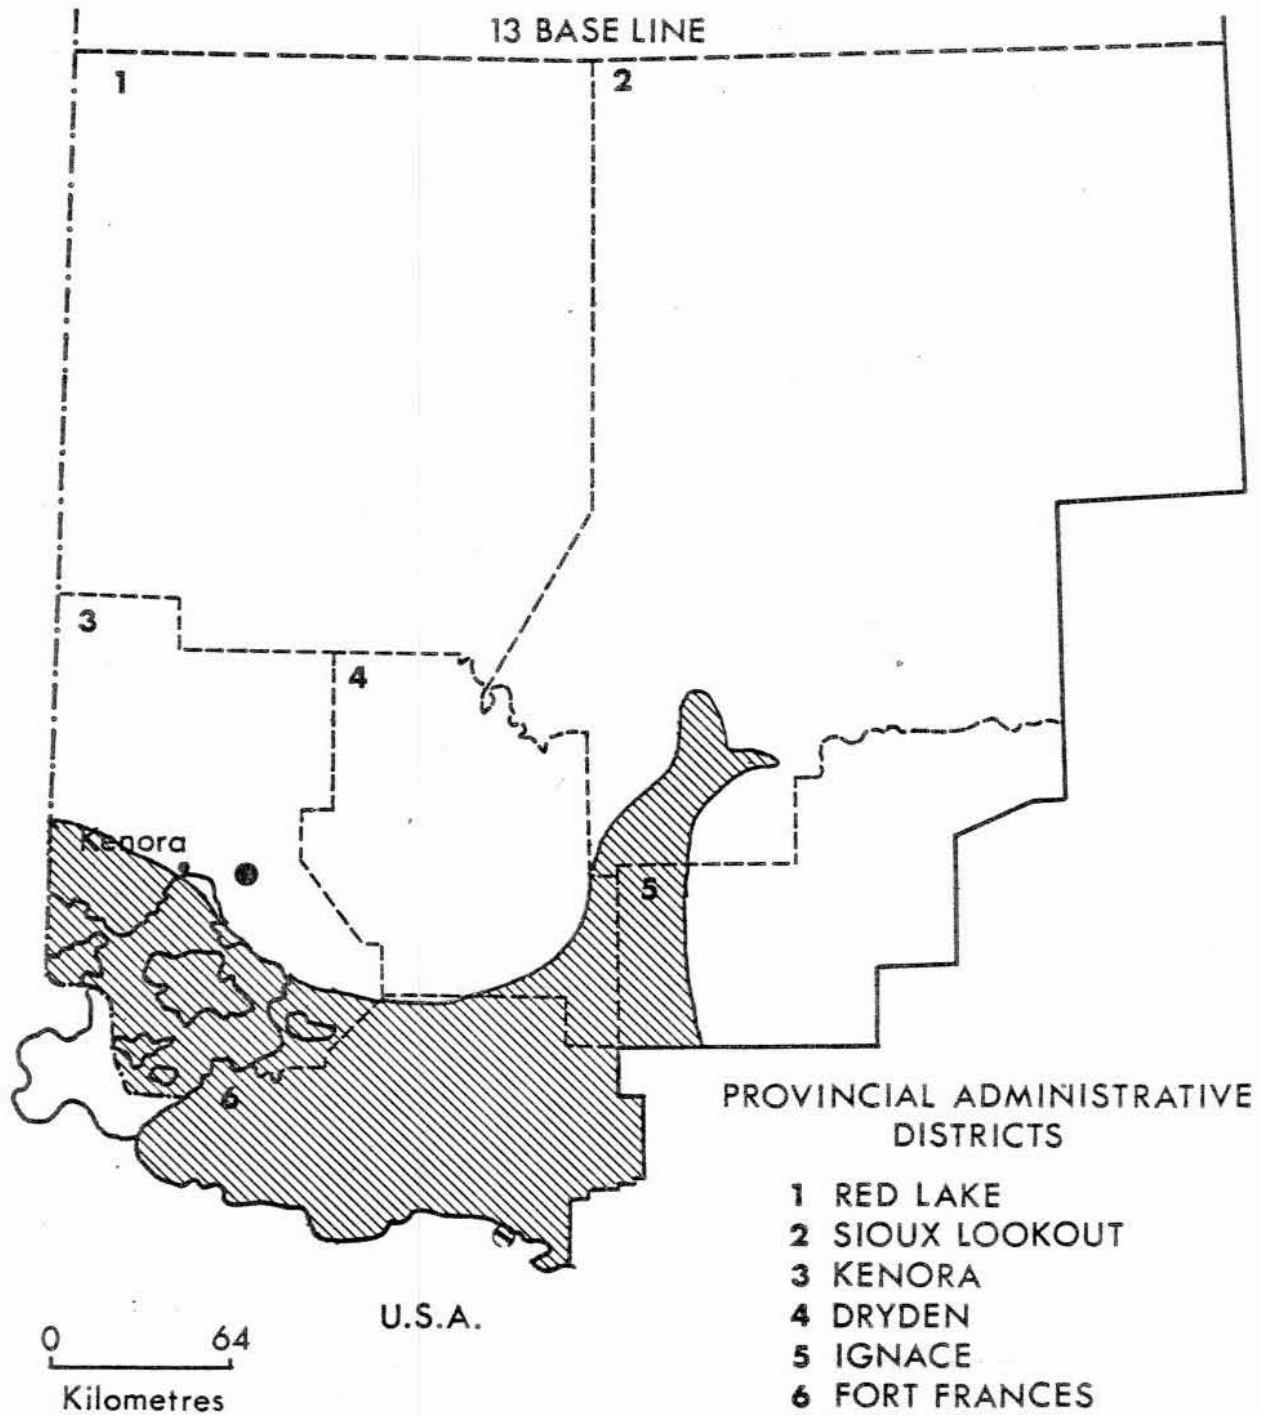 13 BASE LINE
1
2
3
4
Kenora
5
6
PROVINCIAL ADMINISTRATIVE
DISTRICTS
1 RED LAKE
2 SIOUX LOOKOUT
3 KENORA
4 DRYDEN
5 IGNACE
6 FORT FRANCES
U.S.A.
0 64
Kilometres